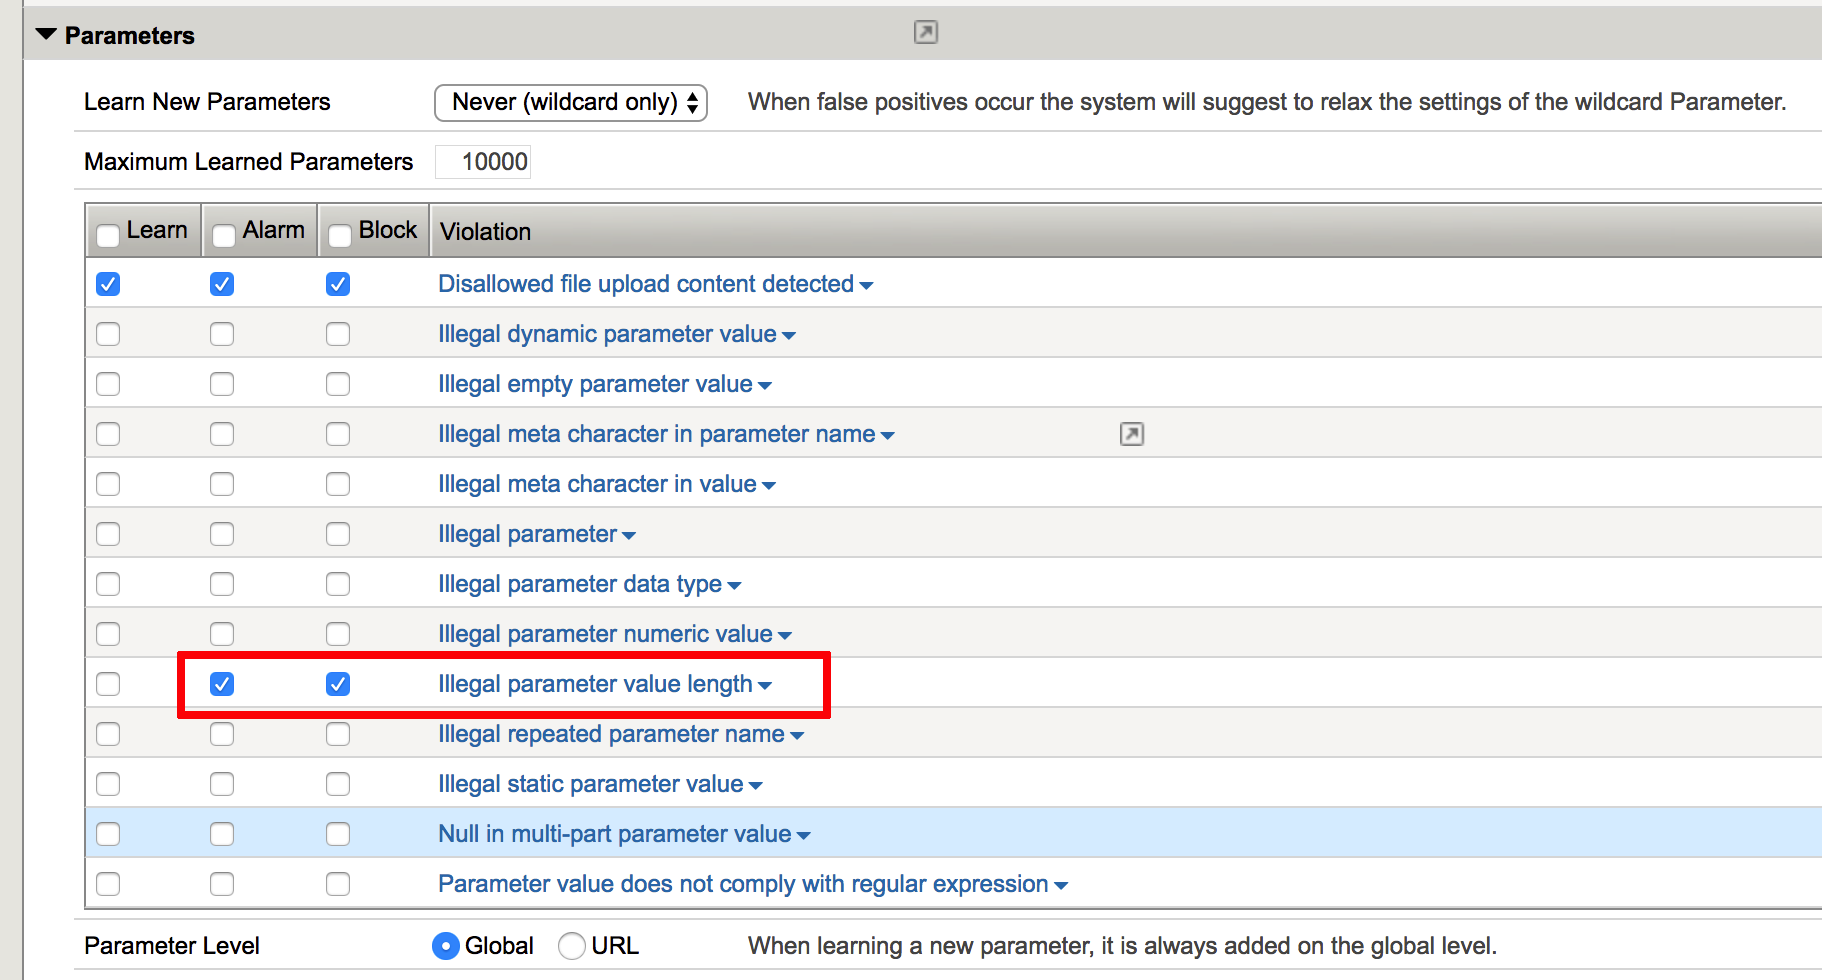 Parameters
Learn New Parameters Never (wildcard only) When false positives occur the system will suggest to relax the settings of the wildcard Parameter.
Maximum Learned Parameters 10000
Learn Alarm Block Violation
Disallowed file upload content detected
Illegal dynamic parameter value
Illegal empty parameter value
Illegal meta character in parameter name
Illegal meta character in value
Illegal parameter
Illegal parameter data type
Illegal parameter numeric value
Illegal parameter value length
Illegal repeated parameter name
Illegal static parameter value
Null in multi-part parameter value
Parameter value does not comply with regular expression
Parameter Level Global URL When learning a new parameter, it is always added on the global level.